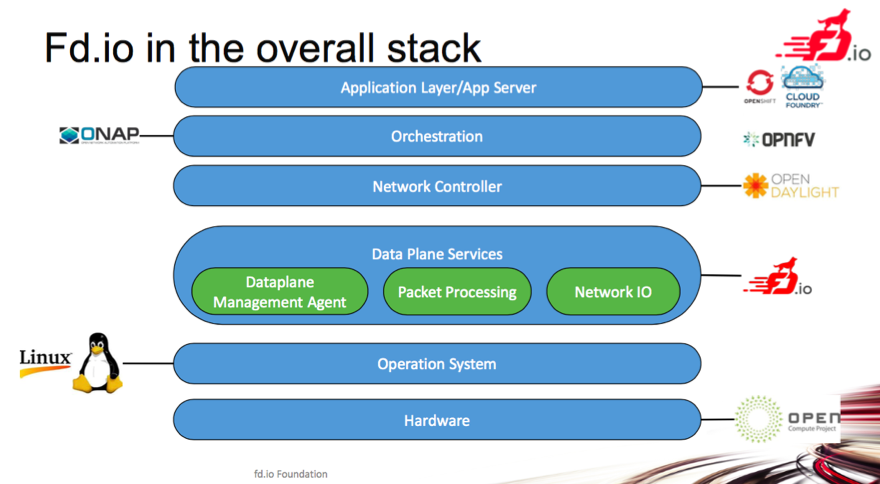 Fd.io in the overall stack
FD.io
Application Layer/App Server
OPENSHIFT
CLOUD
FOUNDRY
ONAP
Orchestration
OPNFV
Network Controller
OPEN
DAYLIGHT
Data Plane Services
Dataplane
Management Agent
Packet Processing
Network IO
FD.io
Linux
Operation System
Hardware
OPEN
Compute Project
fd.io Foundation